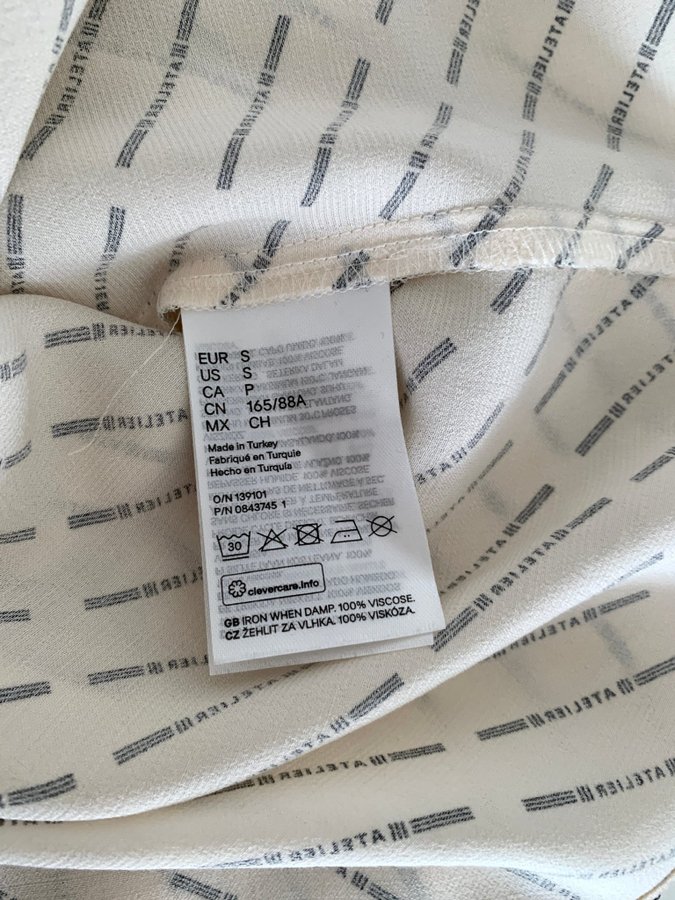 EUR S
US S
CA P
CN 165/88A
MX CH
Made in Turkey
Fabriqué en Turquie
Hecho en Turquía
O/N 139101
P/N 0843745 1
30
clevercare.info
GB IRON WHEN DAMP. 100% VISCOSE.
CZ ŽEHLIT ZA VLHKA. 100% VISKÓZA.
ATELIER